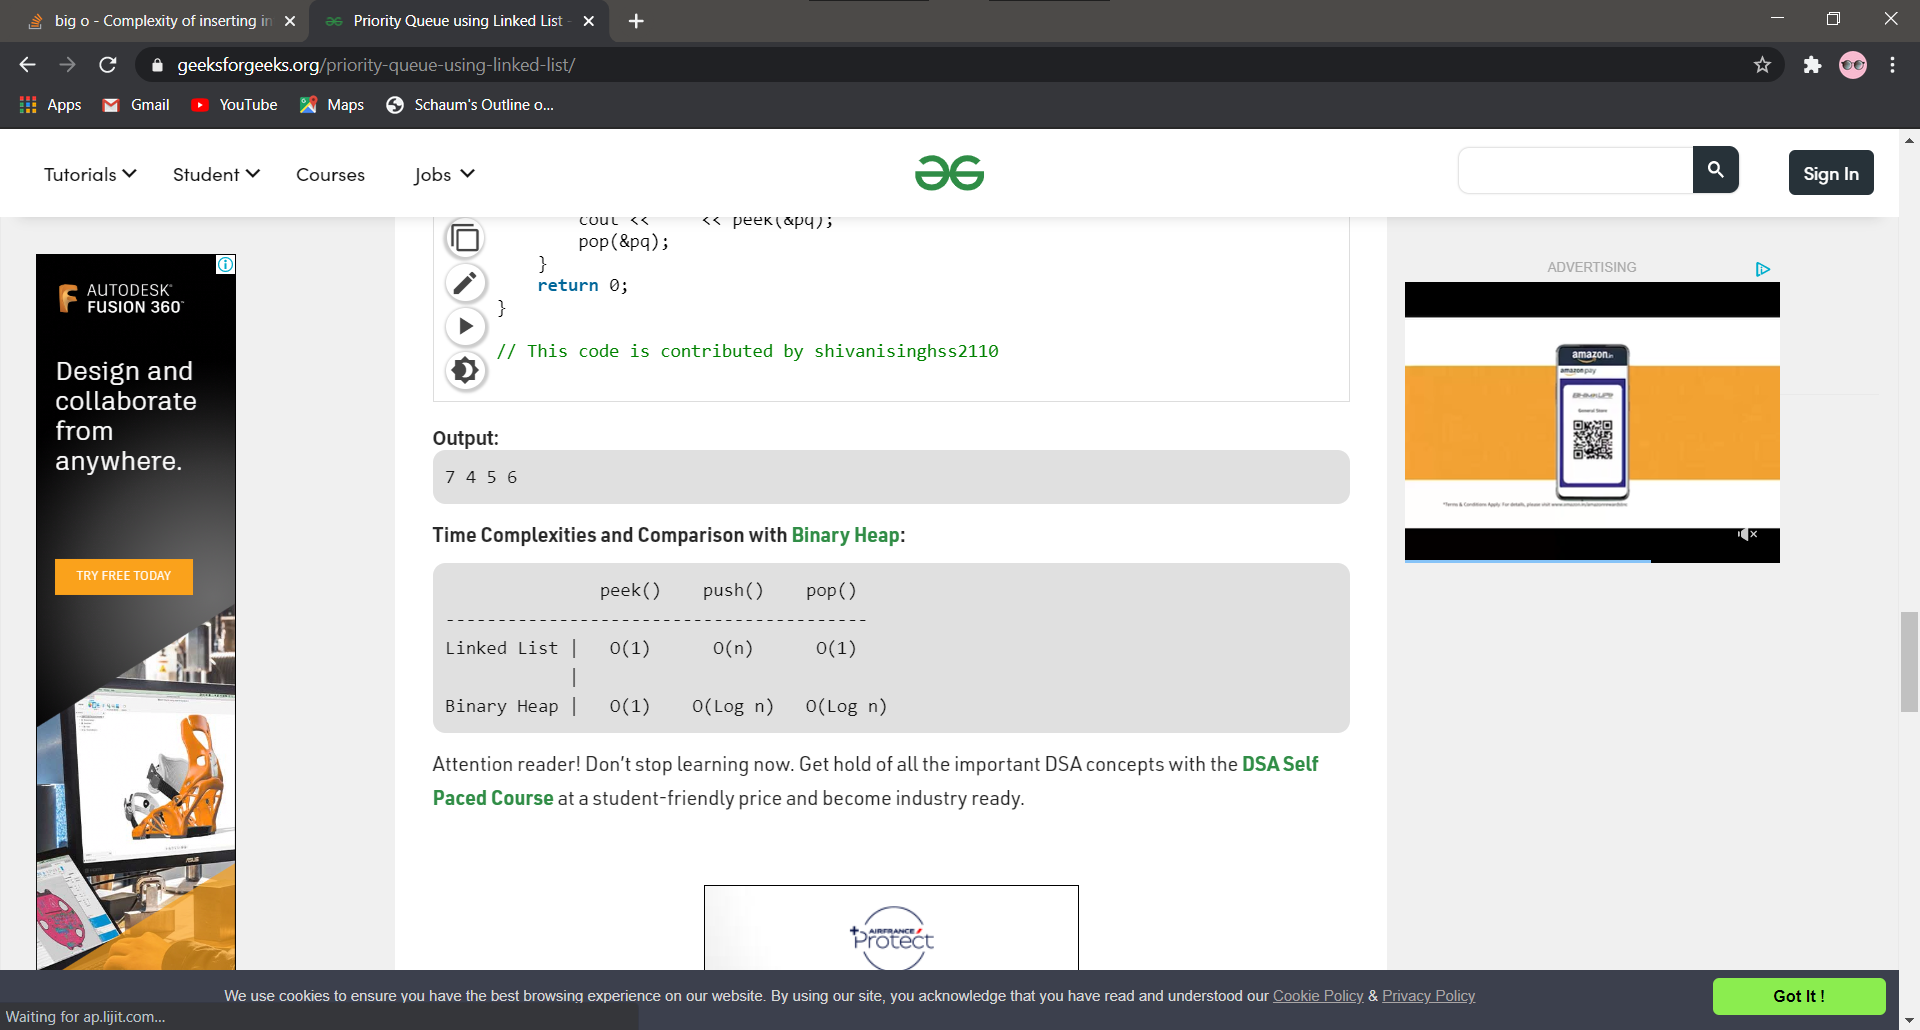 big o - Complexity of inserting in
Priority Queue using Linked List -
geeksforgeeks.org/priority-queue-using-linked-list/
Apps
Gmail
YouTube
Maps
Schaum's Outline o...
Tutorials
Student
Courses
Jobs
Sign In
cout <<      << peek(&pq);
pop(&pq);
}
return 0;
}
// This code is contributed by shivanisinghss2110
AUTODESK
FUSION 360
Design and
collaborate
from
anywhere.
TRY FREE TODAY
ASUS
Output:
7 4 5 6
Time Complexities and Comparison with Binary Heap:
peek()    push()    pop()
-----------------------------------------
Linked List |   O(1)      O(n)      O(1)
|
Binary Heap |   O(1)    O(Log n)   O(Log n)
Attention reader! Don’t stop learning now. Get hold of all the important DSA concepts with the DSA Self
Paced Course at a student-friendly price and become industry ready.
AIRFRANCE
Protect
ADVERTISING
amazon.in
amazon pay
General Store
We use cookies to ensure you have the best browsing experience on our website. By using our site, you acknowledge that you have read and understood our Cookie Policy & Privacy Policy
Got It !
Waiting for ap.lijit.com...